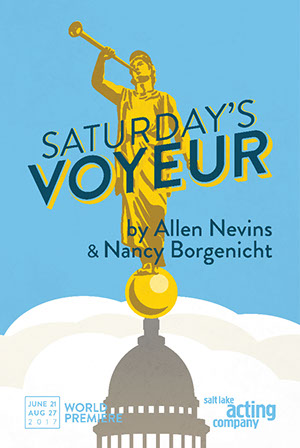 SATURDAY'S
VOYEUR
by Allen Nevins
& Nancy Borgenicht
JUNE 21
AUG 27
2017
WORLD
PREMIERE
salt lake
acting
company